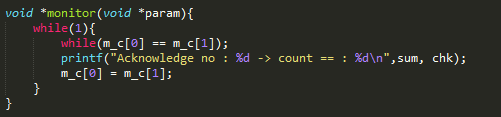 void *monitor(void *param){
    while(1){
        while(m_c[0] == m_c[1]);
        printf("Acknowledge no : %d -> count == : %d\n",sum, chk);
        m_c[0] = m_c[1];
    }
}